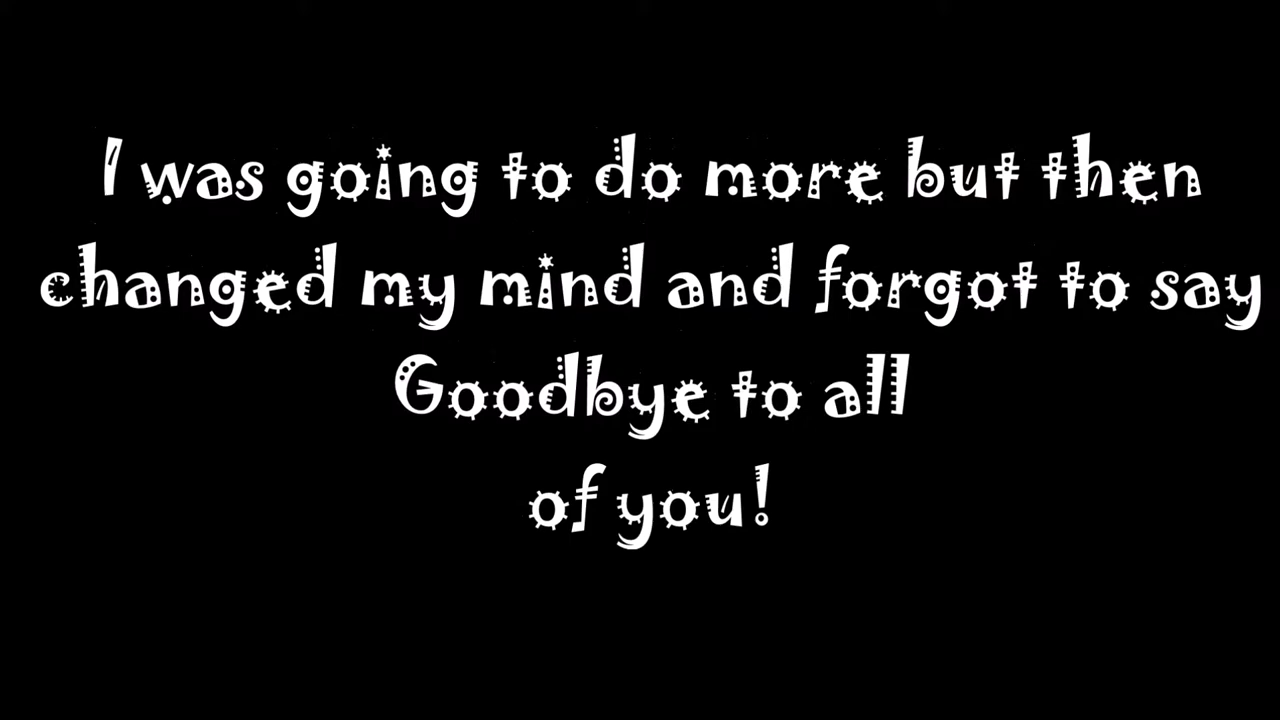 I was going to do more but then
changed my mind and forgot to say
Goodbye to all
of you!